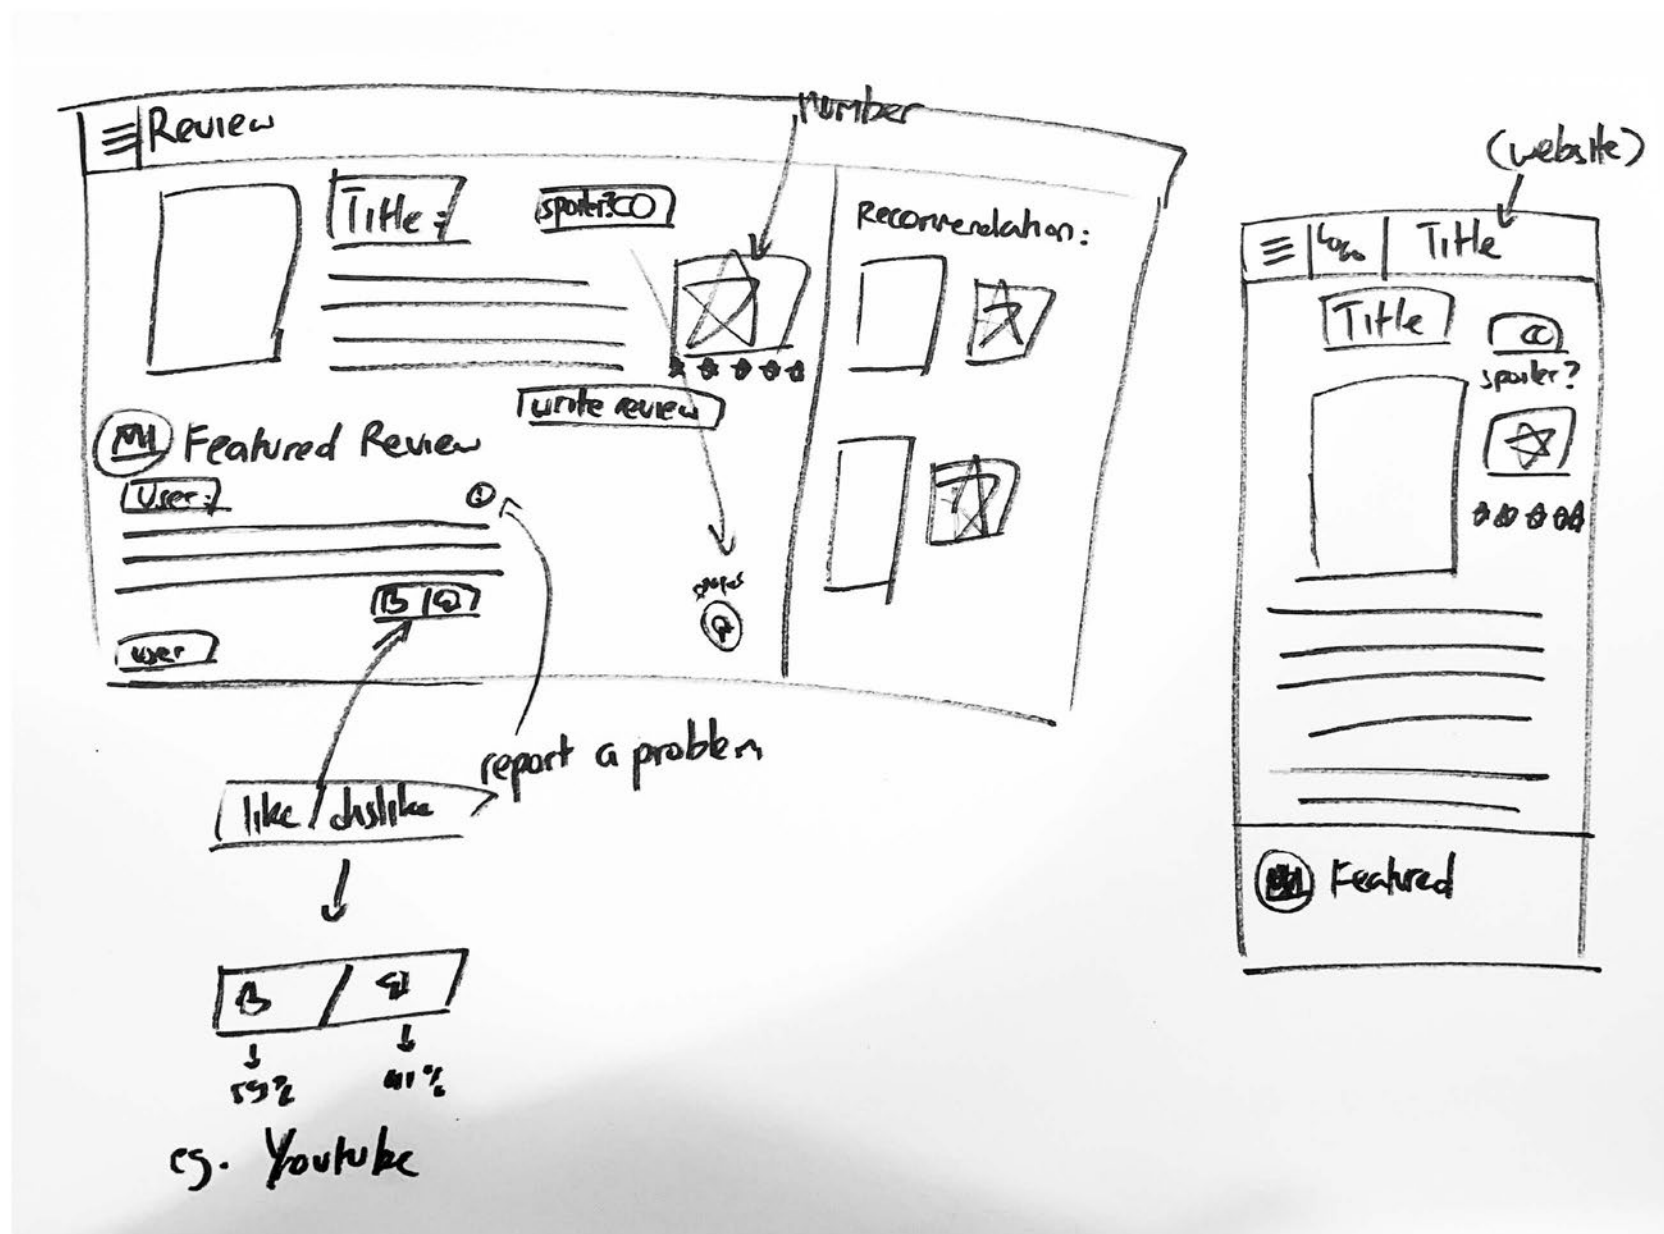 number
Review
Title:
spoiler?
Recommendation:
write review
Featured Review
User:
user
report a problem
like / dislike
59%
41%
eg. Youtube
(website)
Logo
Title
Title
spoiler?
Featured